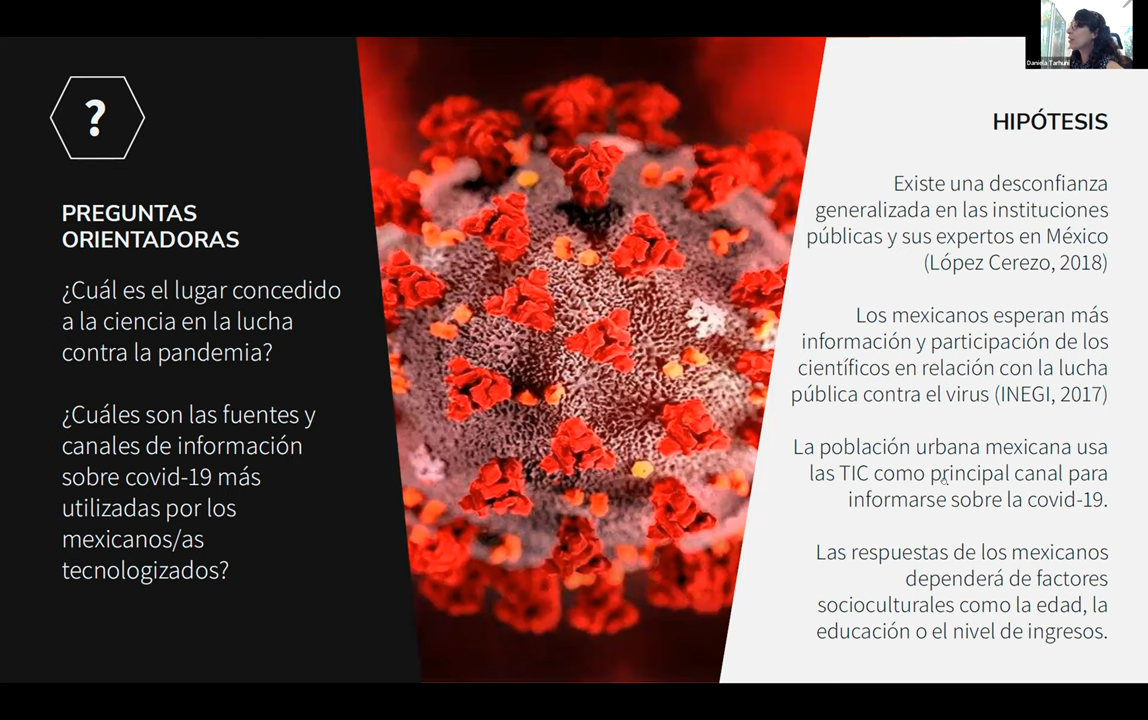 Daniela Tarhuni
?
PREGUNTAS
ORIENTADORAS
¿Cuál es el lugar concedido
a la ciencia en la lucha
contra la pandemia?
¿Cuáles son las fuentes y
canales de información
sobre covid-19 más
utilizadas por los
mexicanos/as
tecnologizados?
HIPÓTESIS
Existe una desconfianza
generalizada en las instituciones
públicas y sus expertos en México
(López Cerezo, 2018)
Los mexicanos esperan más
información y participación de los
científicos en relación con la lucha
pública contra el virus (INEGI, 2017)
La población urbana mexicana usa
las TIC como principal canal para
informarse sobre la covid-19.
Las respuestas de los mexicanos
dependerá de factores
socioculturales como la edad, la
educación o el nivel de ingresos.